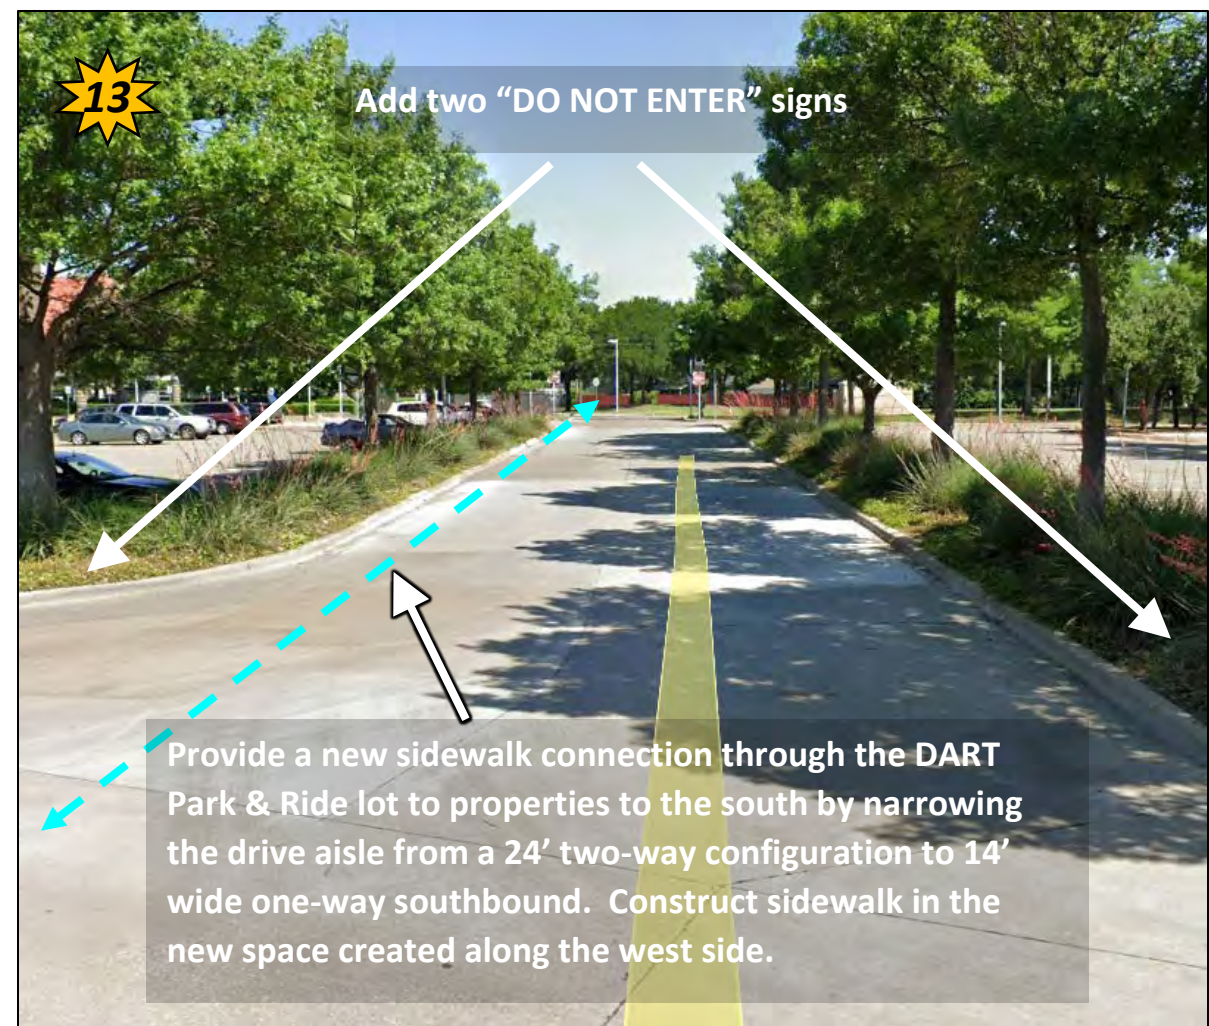 13
Add two “DO NOT ENTER” signs
Provide a new sidewalk connection through the DART
Park & Ride lot to properties to the south by narrowing
the drive aisle from a 24’ two-way configuration to 14’
wide one-way southbound.  Construct sidewalk in the
new space created along the west side.